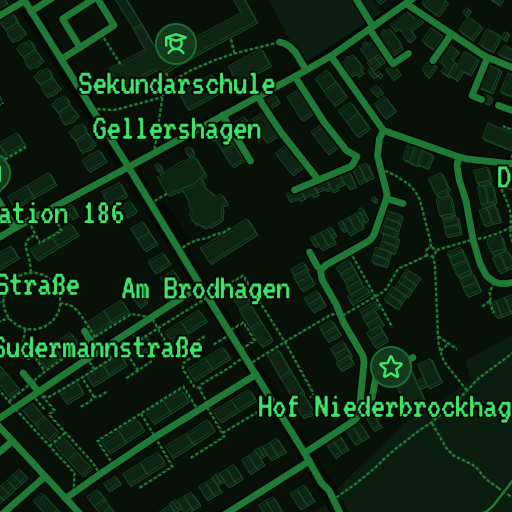 Sekundarschule
Gellershagen
ation 186
Straße
Am Brodhagen
Sudermannstraße
Hof Niederbrockhag
D